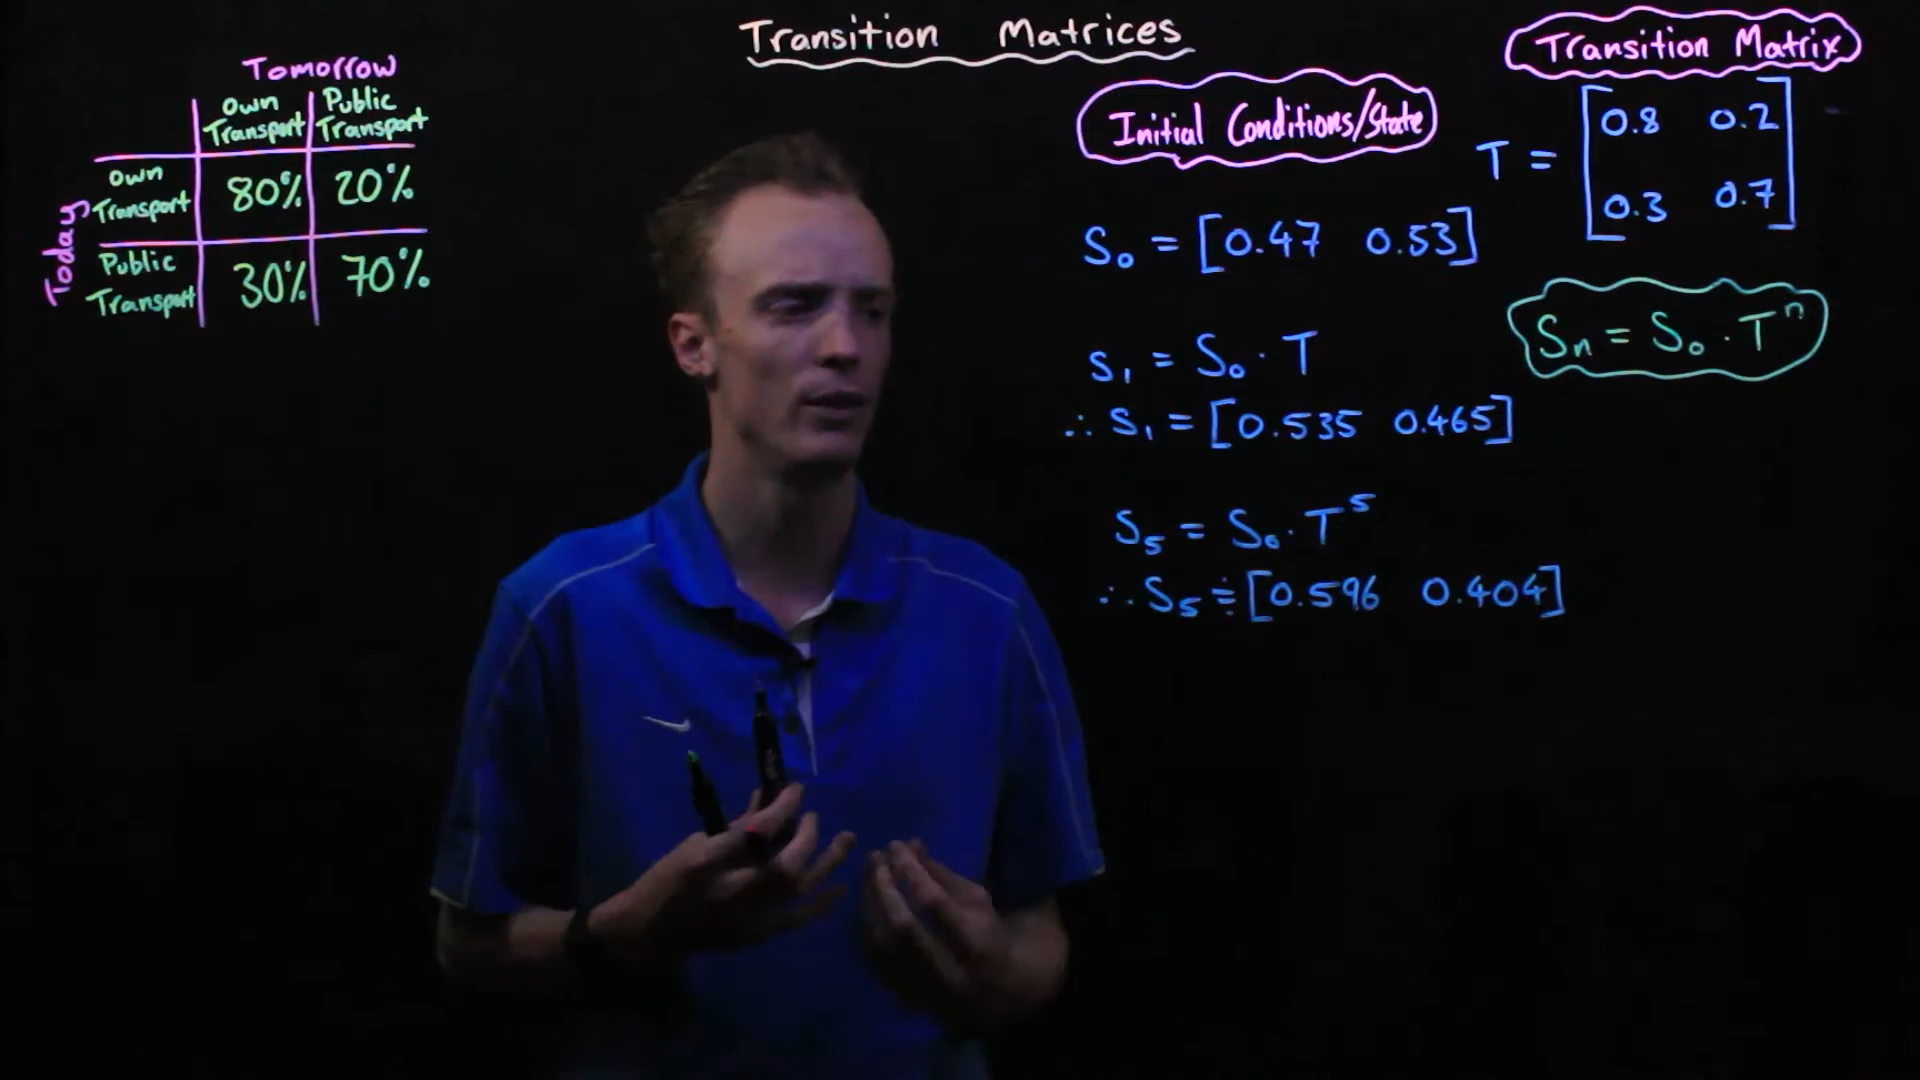 Transition Matrices
Tomorrow
Own Transport
Public Transport
Today
Own Transport
80% 20%
Public Transport
30% 70%
Initial Conditions/State
S₀ = [0.47 0.53]
S₁ = S₀ · T
∴ S₁ = [0.535 0.465]
S₅ = S₀ · T⁵
∴ S₅ ≑ [0.596 0.404]
Transition Matrix
T = [0.8 0.2
0.3 0.7]
Sₙ = S₀ · Tⁿ